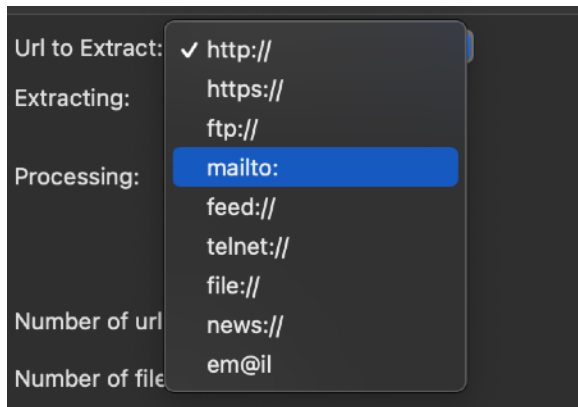 Url to Extract: ✓ http://
https://
Extracting:
ftp://
mailto:
Processing:
feed://
telnet://
file://
Number of url
news://
em@il
Number of file